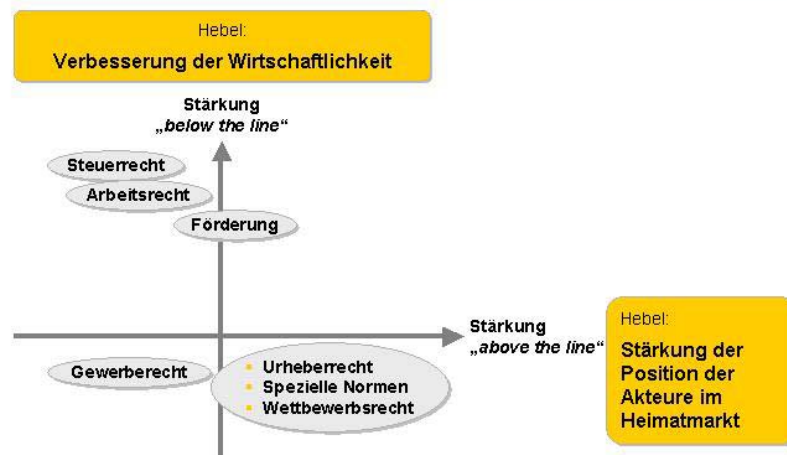 Hebel:
Verbesserung der Wirtschaftlichkeit
Stärkung
„below the line“
Steuerrecht
Arbeitsrecht
Förderung
Stärkung
„above the line“
Hebel:
Stärkung der
Position der
Akteure im
Heimatmarkt
Gewerberecht
Urheberrecht
Spezielle Normen
Wettbewerbsrecht